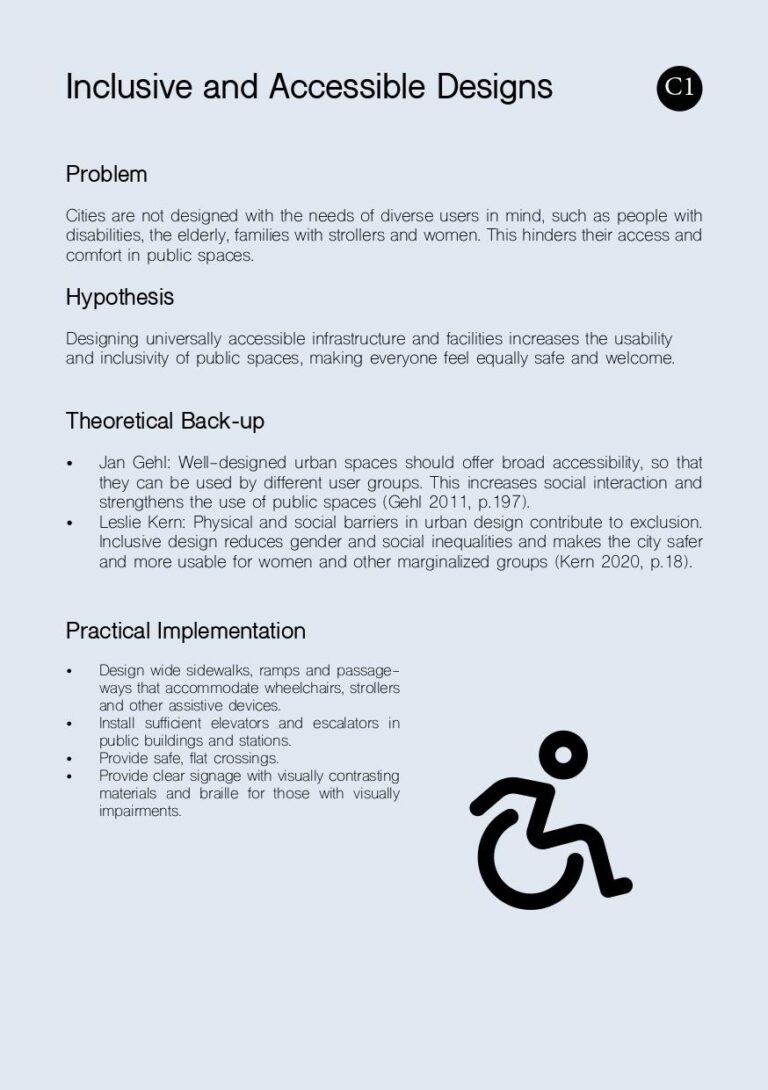 Inclusive and Accessible Designs
C1
Problem
Cities are not designed with the needs of diverse users in mind, such as people with
disabilities, the elderly, families with strollers and women. This hinders their access and
comfort in public spaces.
Hypothesis
Designing universally accessible infrastructure and facilities increases the usability
and inclusivity of public spaces, making everyone feel equally safe and welcome.
Theoretical Back-up
• Jan Gehl: Well-designed urban spaces should offer broad accessibility, so that
they can be used by different user groups. This increases social interaction and
strengthens the use of public spaces (Gehl 2011, p.197).
• Leslie Kern: Physical and social barriers in urban design contribute to exclusion.
Inclusive design reduces gender and social inequalities and makes the city safer
and more usable for women and other marginalized groups (Kern 2020, p.18).
Practical Implementation
• Design wide sidewalks, ramps and passage-
ways that accommodate wheelchairs, strollers
and other assistive devices.
• Install sufficient elevators and escalators in
public buildings and stations.
• Provide safe, flat crossings.
• Provide clear signage with visually contrasting
materials and braille for those with visually
impairments.